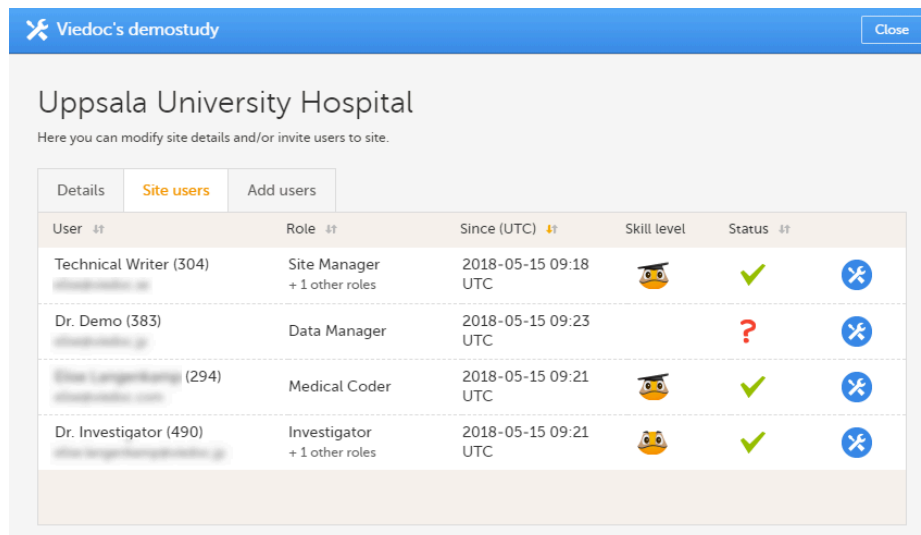 Viedoc's demostudy
Close
Uppsala University Hospital
Here you can modify site details and/or invite users to site.
Details Site users Add users
User Role Since (UTC) Skill level Status
Technical Writer (304) Site Manager 2018-05-15 09:18
+ 1 other roles UTC
Dr. Demo (383) Data Manager 2018-05-15 09:23
UTC ?
(294) Medical Coder 2018-05-15 09:21
UTC
Dr. Investigator (490) Investigator 2018-05-15 09:21
+ 1 other roles UTC